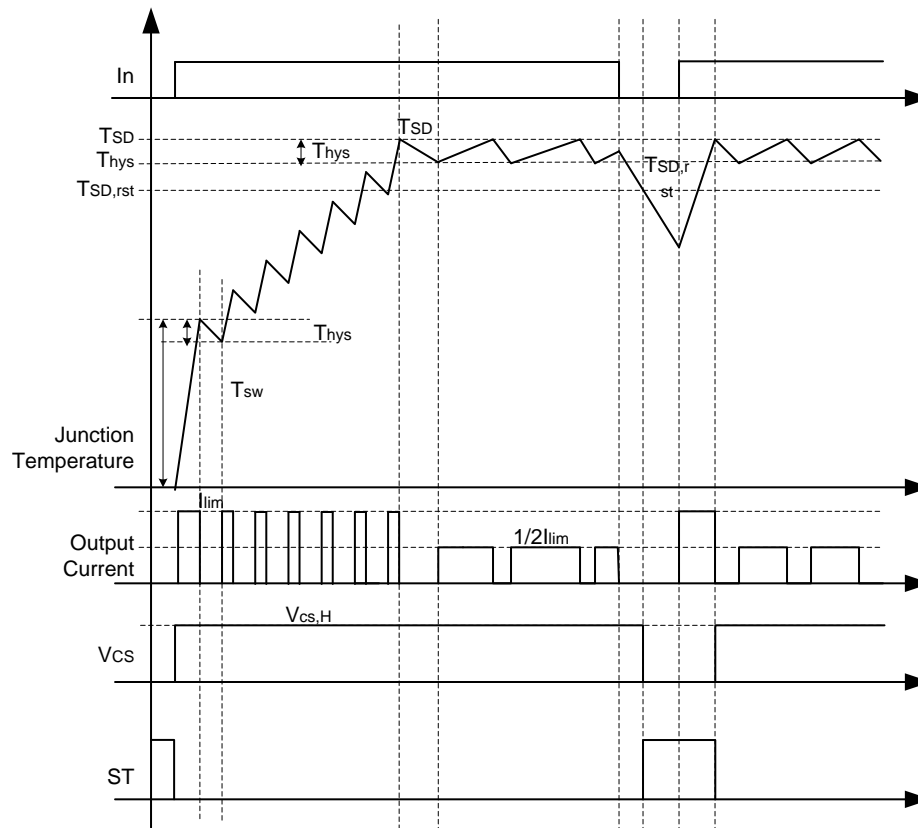 In
TSD
TSD
Thys
Thys
TSD,r
st
TSD,rst
Thys
Tsw
Junction
Temperature
Ilim
Output
Current
1/2Ilim
Vcs,H
VCS
ST